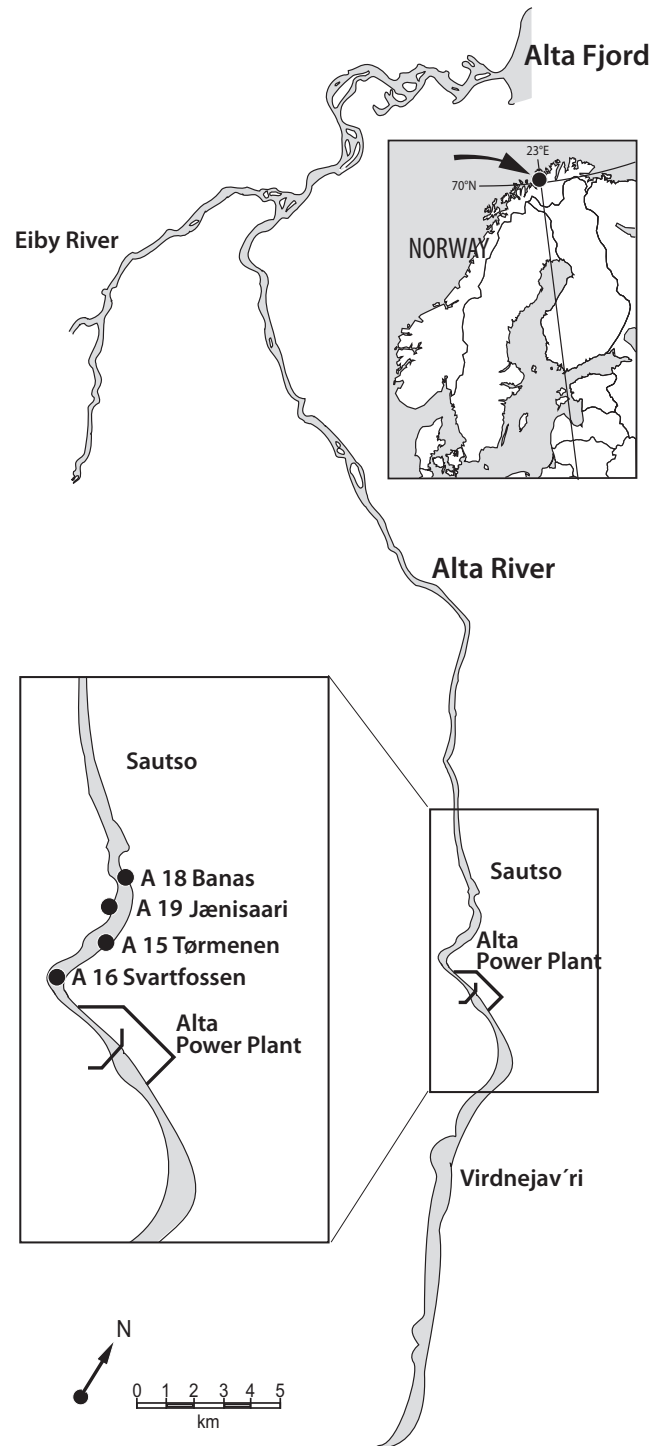 Alta Fjord
23°E
70°N
NORWAY
Eiby River
Alta River
Sautso
A 18 Banas
A 19 Jænisaari
A 15 Tørmenen
A 16 Svartfossen
Alta
Power Plant
Sautso
Alta
Power Plant
Virdnejav´ri
N
0 1 2 3 4 5
km